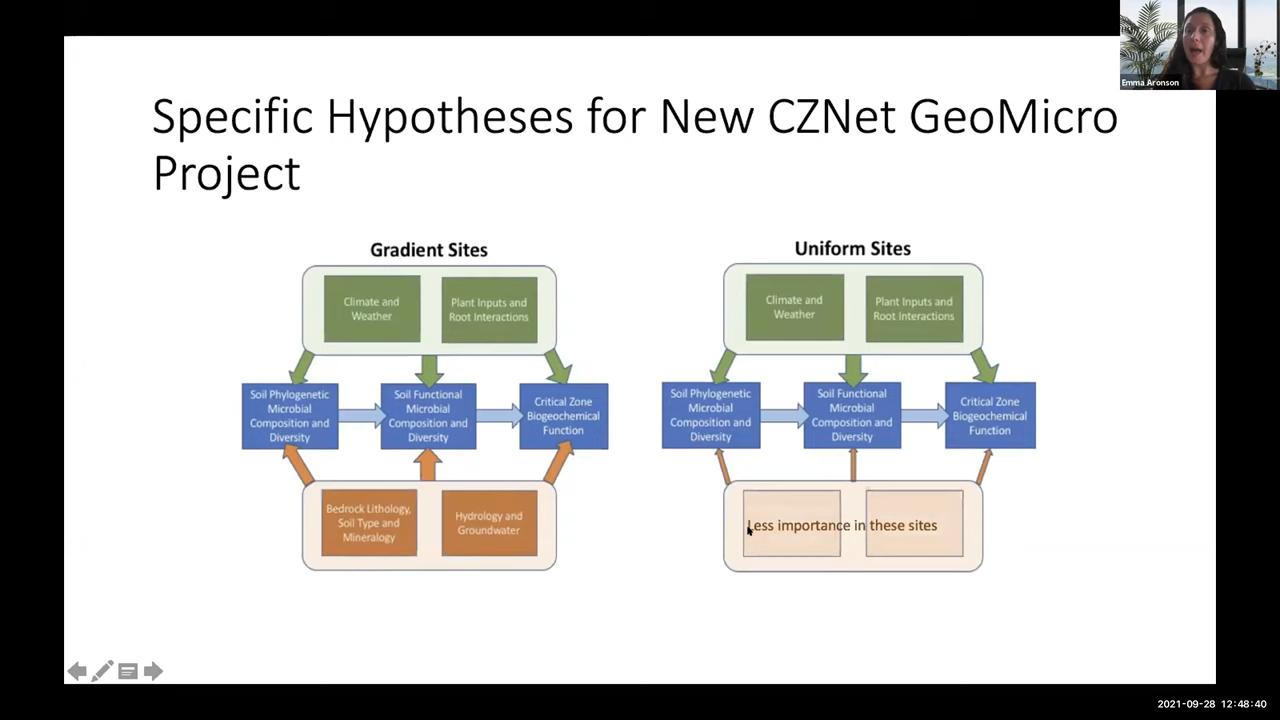 Emma Aronson
Specific Hypotheses for New CZNet GeoMicro
Project
Gradient Sites
Climate and
Weather
Plant Inputs and
Root Interactions
Soil Phylogenetic
Microbial
Composition and
Diversity
Soil Functional
Microbial
Composition and
Diversity
Critical Zone
Biogeochemical
Function
Bedrock Lithology,
Soil Type and
Mineralogy
Hydrology and
Groundwater
Uniform Sites
Climate and
Weather
Plant Inputs and
Root Interactions
Soil Phylogenetic
Microbial
Composition and
Diversity
Soil Functional
Microbial
Composition and
Diversity
Critical Zone
Biogeochemical
Function
Less importance in these sites
2021-09-28 12:48:40